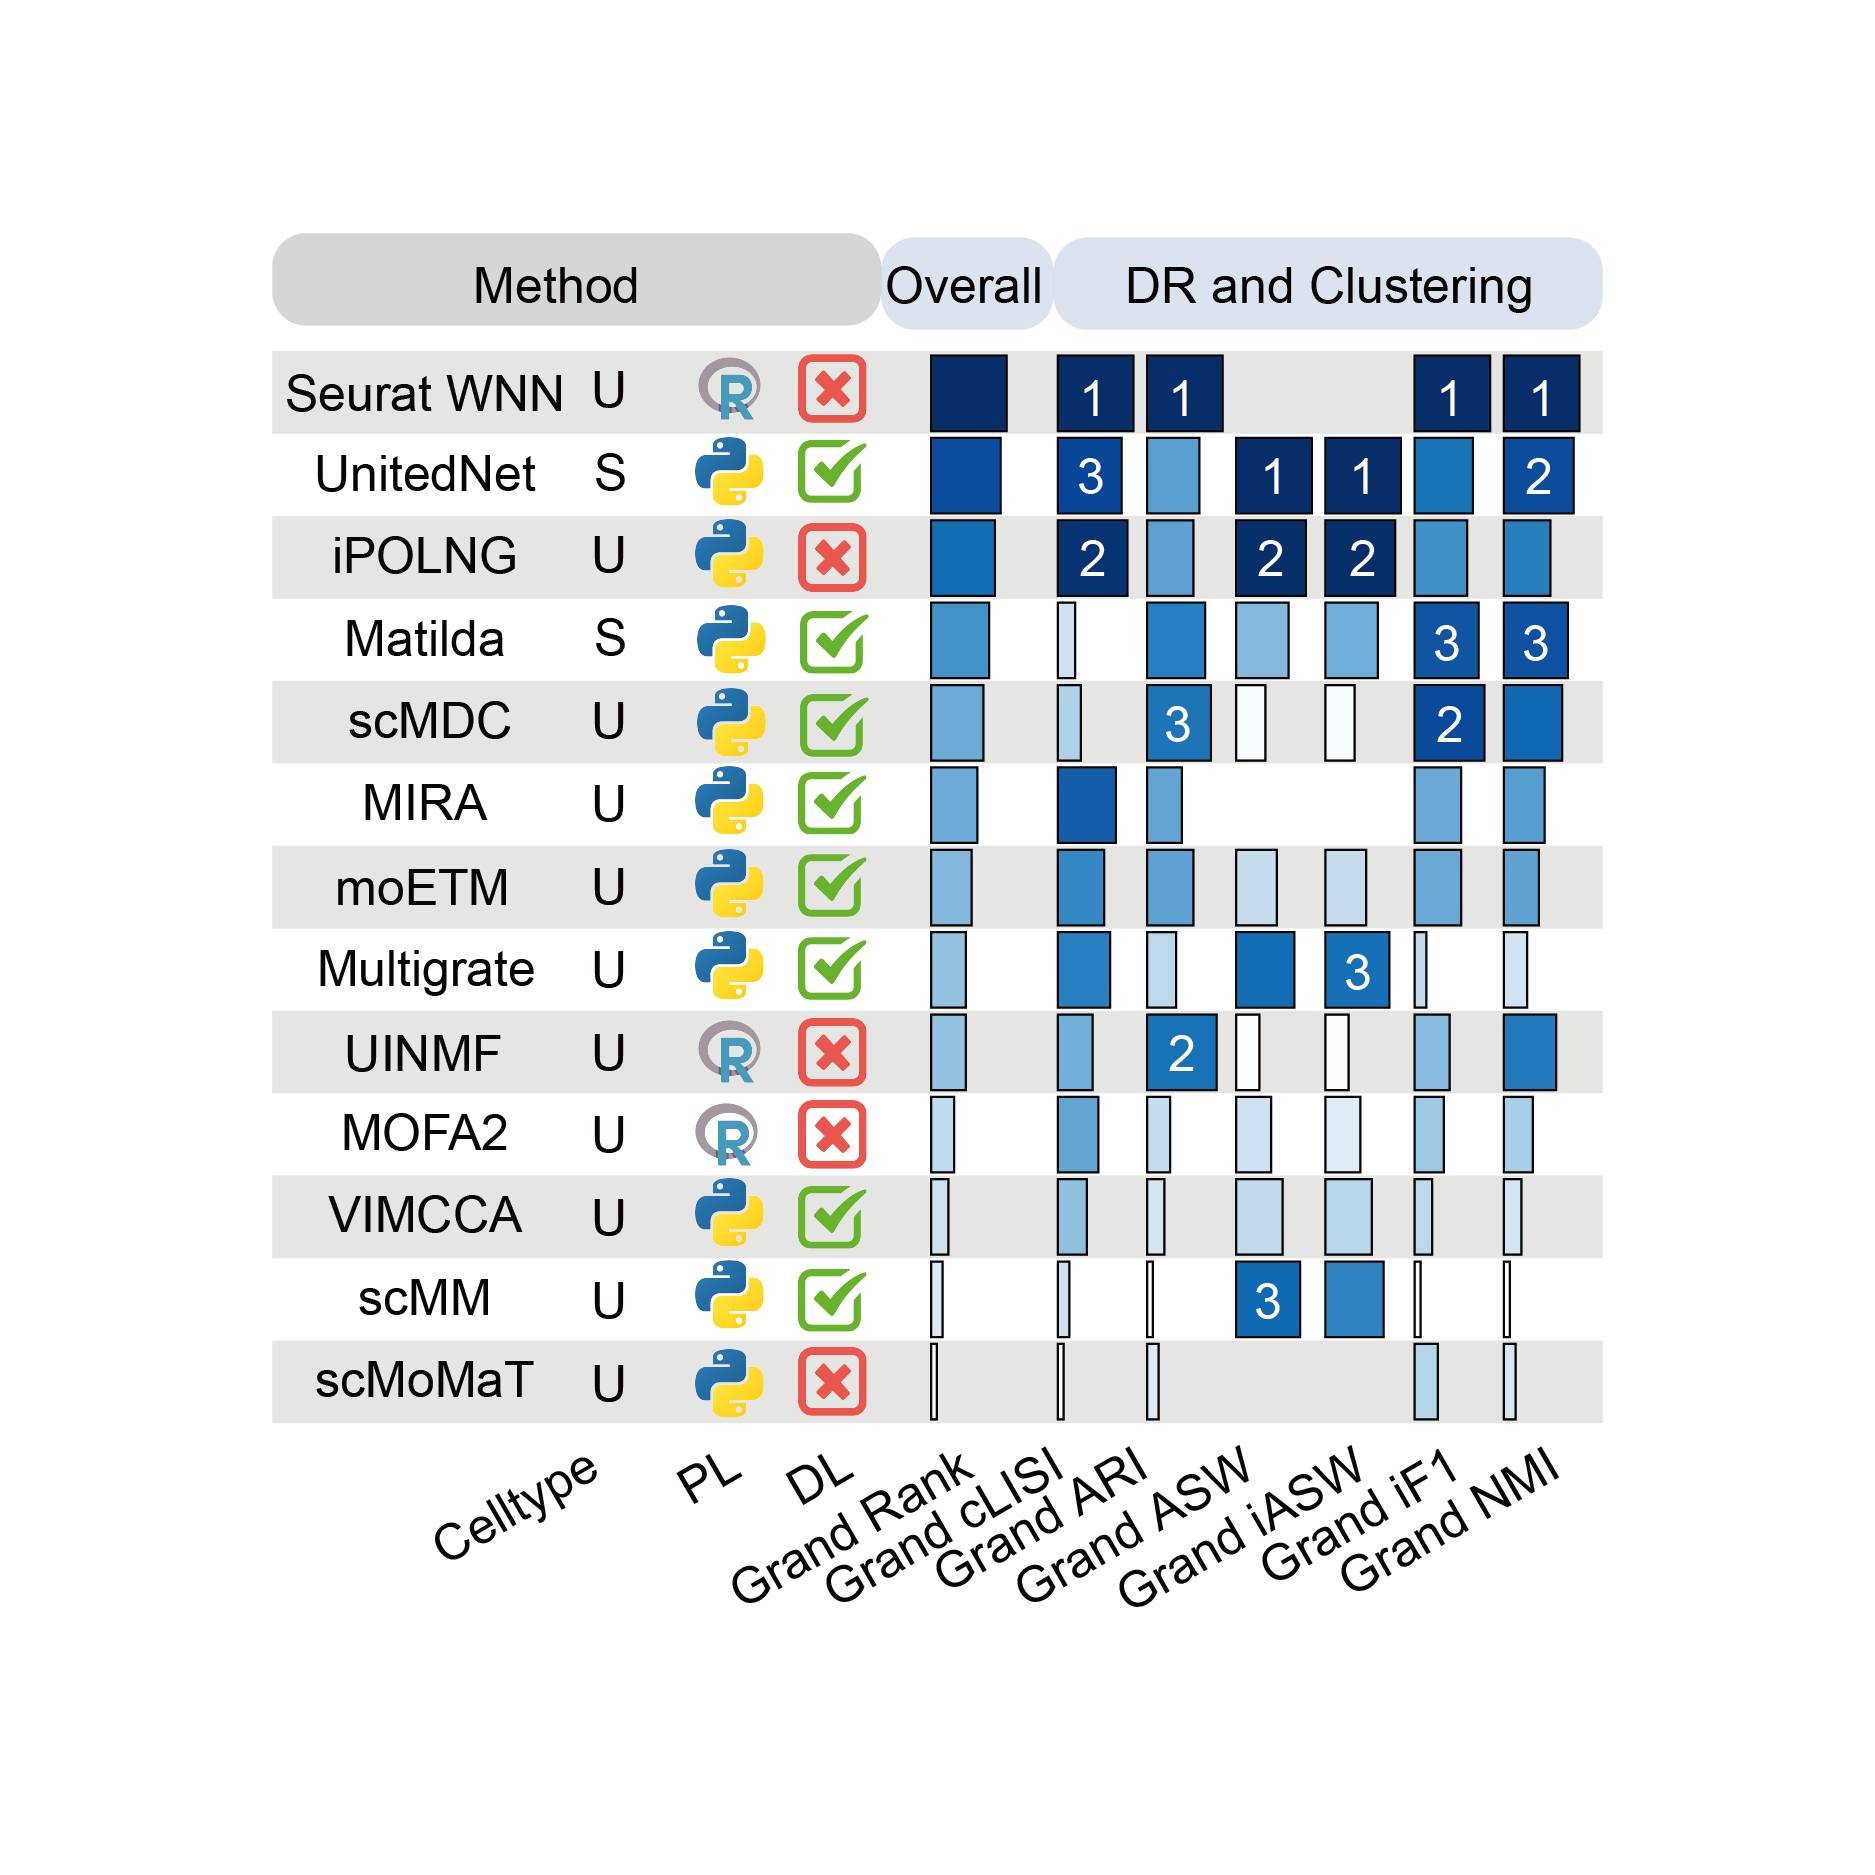 Method Overall DR and Clustering
Seurat WNN U R 1 1 1 1
UnitedNet S 3 1 1 2
iPOLNG U 2 2 2
Matilda S 3 3
scMDC U 3 2
MIRA U
moETM U
Multigrate U 3
UINMF U R 2
MOFA2 U R
VIMCCA U
scMM U 3
scMoMaT U
Celltype
PL
DL
Grand Rank
Grand cLISI
Grand ARI
Grand ASW
Grand iASW
Grand iF1
Grand NMI